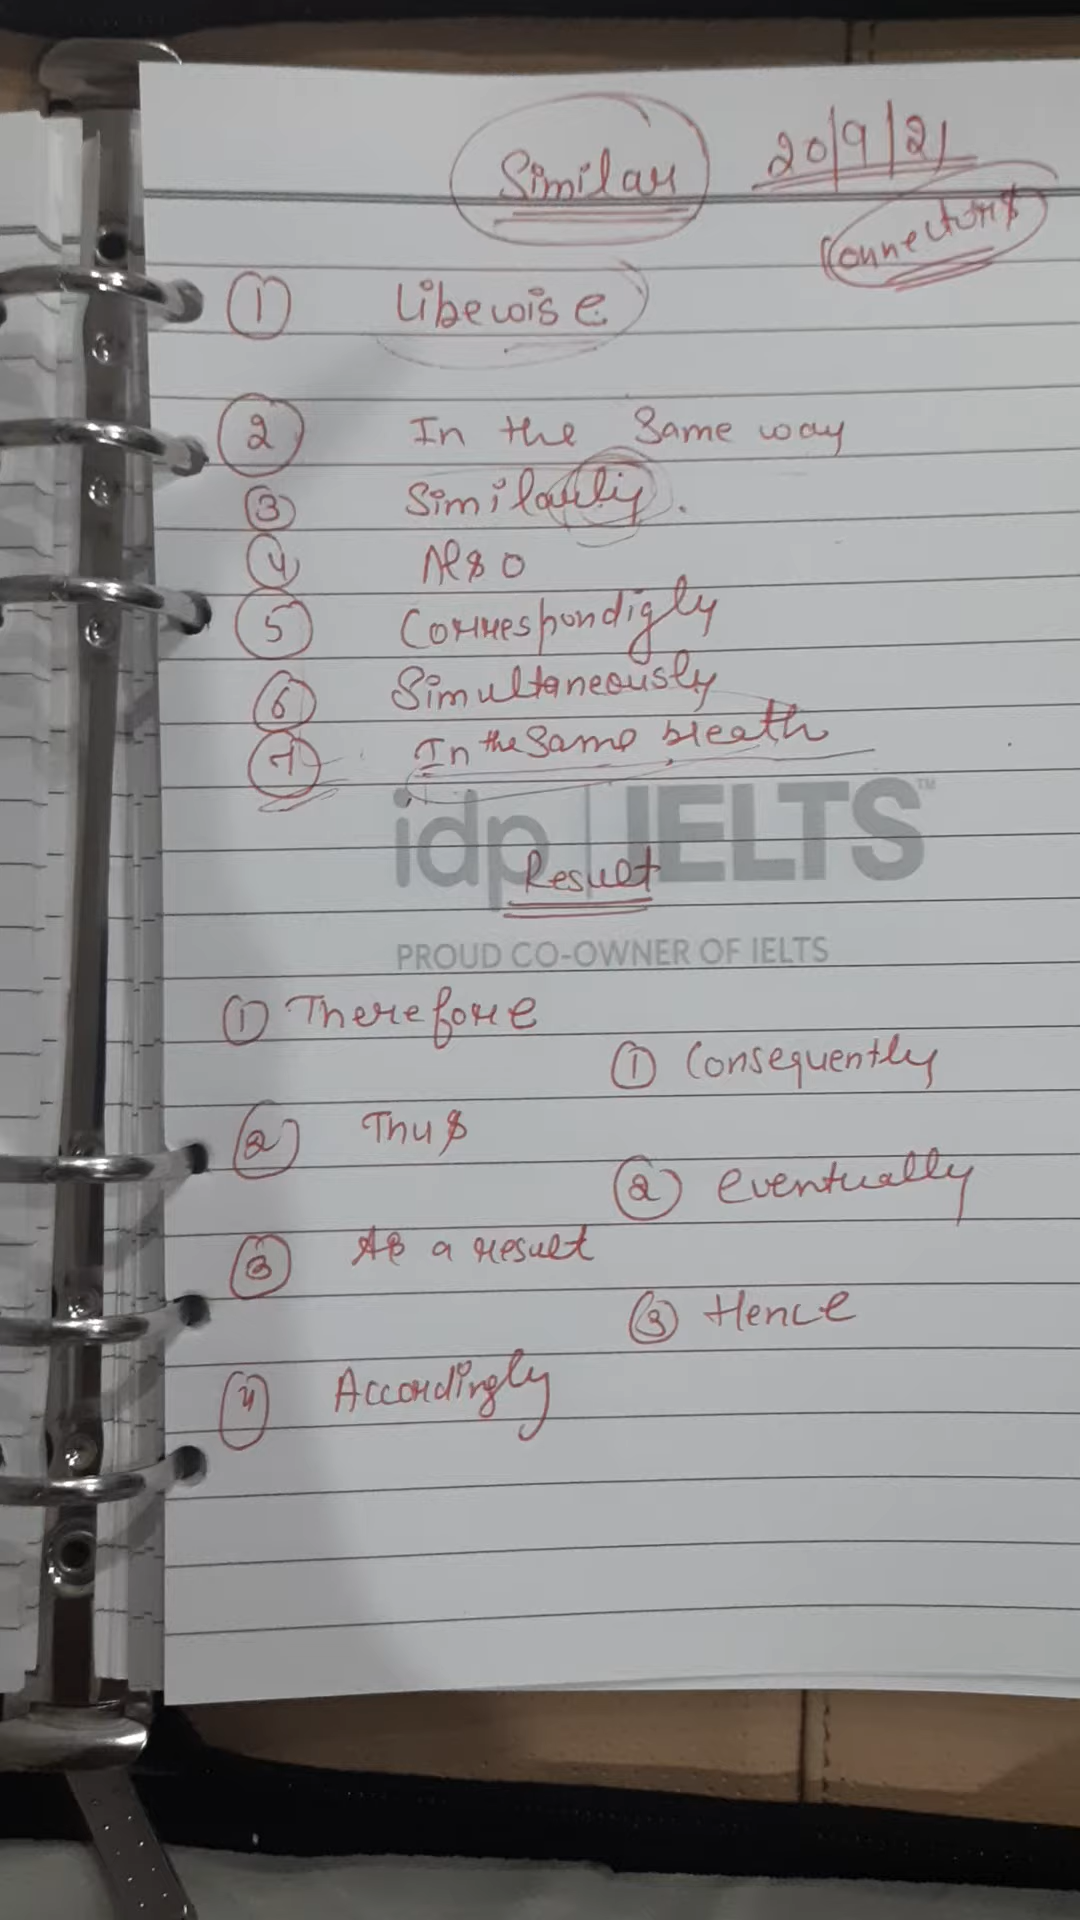 Similar 20/9/21
Connectors
① Likewise
② In the Same way
③ Similarly.
④ Also
⑤ Correspondigly
⑥ Simultaneously
⑦ In the same breath
idp IELTS™
Result
PROUD CO-OWNER OF IELTS
① Therefore
① Consequently
② Thus
② eventually
③ As a result
③ Hence
④ Accordingly